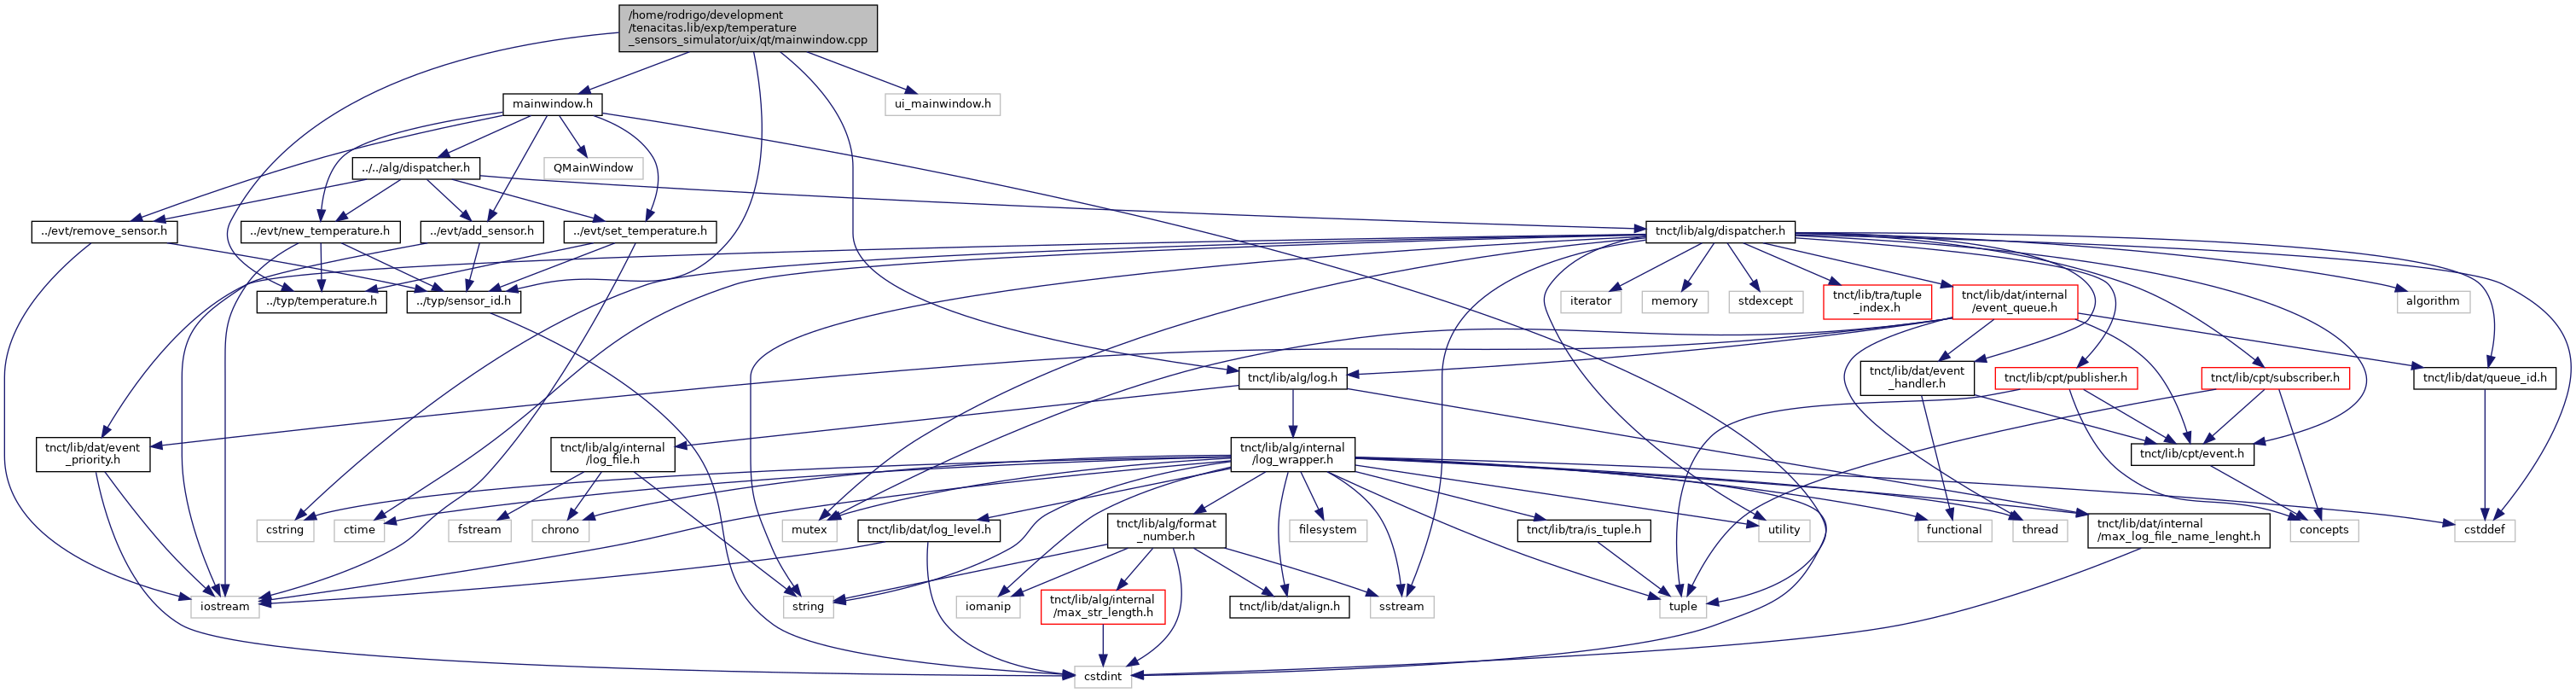 /home/rodrigo/development
/tenacitas.lib/exp/temperature
_sensors_simulator/uix/qt/mainwindow.cpp
mainwindow.h
ui_mainwindow.h
../../alg/dispatcher.h
QMainWindow
../evt/remove_sensor.h
../evt/new_temperature.h
../evt/add_sensor.h
../evt/set_temperature.h
tnct/lib/alg/dispatcher.h
../typ/temperature.h
../typ/sensor_id.h
iterator
memory
stdexcept
tnct/lib/tra/tuple
_index.h
tnct/lib/dat/internal
/event_queue.h
algorithm
tnct/lib/alg/log.h
tnct/lib/dat/event
_handler.h
tnct/lib/cpt/publisher.h
tnct/lib/cpt/subscriber.h
tnct/lib/dat/queue_id.h
tnct/lib/dat/event
_priority.h
tnct/lib/alg/internal
/log_file.h
tnct/lib/alg/internal
/log_wrapper.h
tnct/lib/cpt/event.h
cstring
ctime
fstream
chrono
mutex
tnct/lib/dat/log_level.h
tnct/lib/alg/format
_number.h
filesystem
tnct/lib/tra/is_tuple.h
utility
functional
thread
tnct/lib/dat/internal
/max_log_file_name_lenght.h
concepts
cstddef
iostream
string
iomanip
tnct/lib/alg/internal
/max_str_length.h
tnct/lib/dat/align.h
sstream
tuple
cstdint